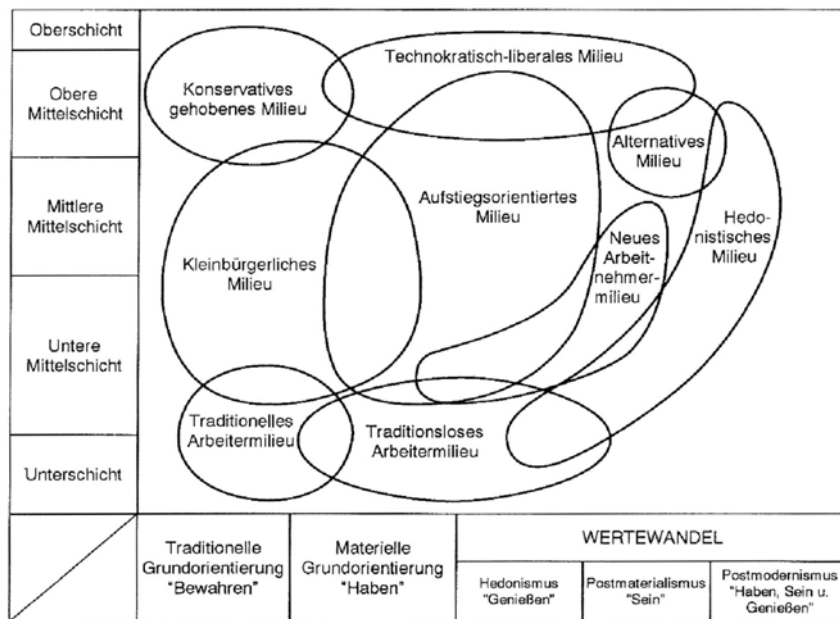 Oberschicht
Obere
Mittelschicht
Mittlere
Mittelschicht
Untere
Mittelschicht
Unterschicht
Technokratisch-liberales Milieu
Konservatives
gehobenes Milieu
Alternatives
Milieu
Aufstiegsorientiertes
Milieu
Hedo-
nistisches
Milieu
Neues
Arbeit-
nehmer-
milieu
Kleinbürgerliches
Milieu
Traditionelles
Arbeitermilieu
Traditionsloses
Arbeitermilieu
Traditionelle
Grundorientierung
"Bewahren"
Materielle
Grundorientierung
"Haben"
WERTEWANDEL
Hedonismus
"Genießen"
Postmaterialismus
"Sein"
Postmodernismus
"Haben, Sein u.
Genießen"